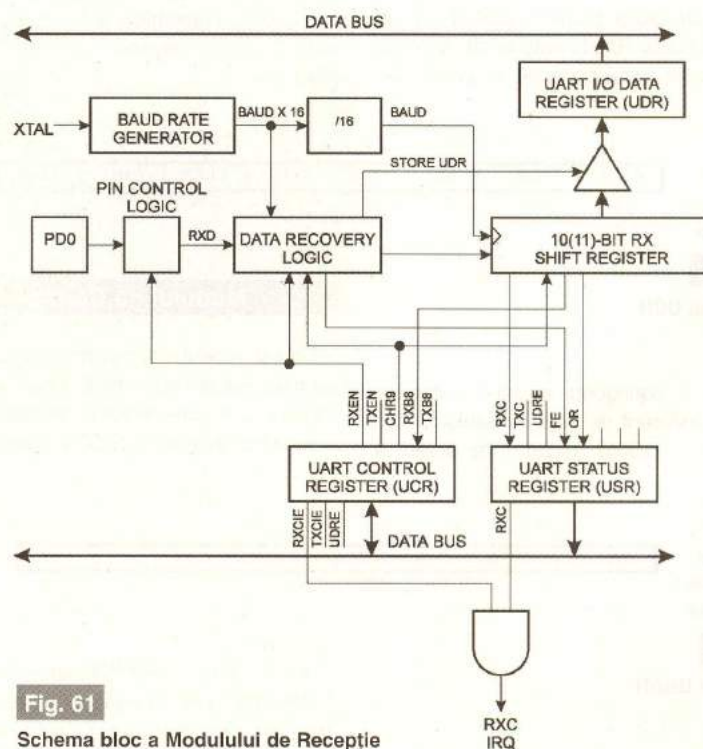 DATA BUS
UART I/O DATA
REGISTER (UDR)
XTAL
BAUD RATE
GENERATOR
BAUD X 16
/16
BAUD
STORE UDR
PIN CONTROL
LOGIC
PD0
RXD
DATA RECOVERY
LOGIC
10(11)-BIT RX
SHIFT REGISTER
RXEN
TXEN
CHR9
RXB8
TXB8
RXC
TXC
UDRE
FE
OR
UART CONTROL
REGISTER (UCR)
UART STATUS
REGISTER (USR)
RXCIE
TXCIE
UDRE
RXC
DATA BUS
RXC
IRQ
Fig. 61
Schema bloc a Modulului de Recepție